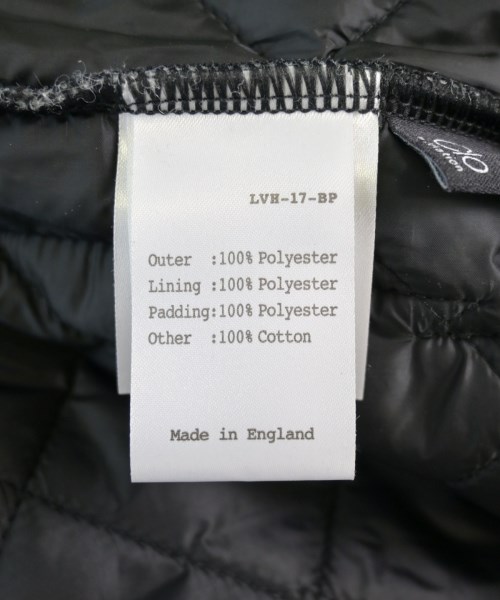 LVH-17-BP
Outer :100% Polyester
Lining :100% Polyester
Padding:100% Polyester
Other :100% Cotton
Made in England